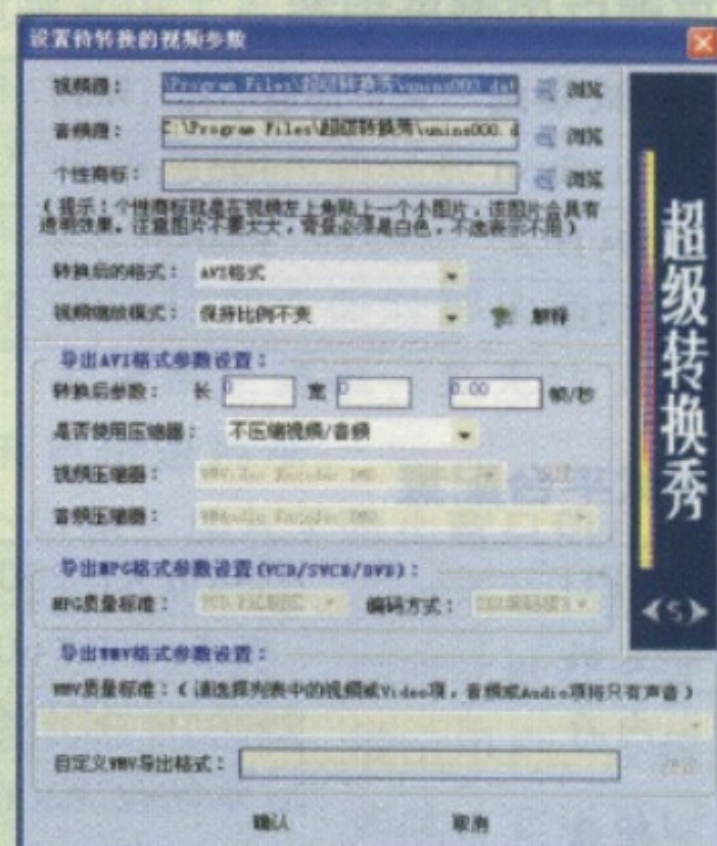 设置待转换的视频参数
视频源： \Program Files\超级转换秀\unins000.dat 浏览
音频源： C:\Program Files\超级转换秀\unins000.d 浏览
个性商标： 浏览
（提示：个性商标就是在视频左上角贴上一个小图片，该图片会具有
透明效果。注意图片不要太大，背景必须是白色，不选表示不用）
转换后的格式： AVI格式
视频缩放模式： 保持比例不变 解释
导出AVI格式参数设置：
转换后参数： 长 0 宽 0 0.00 帧/秒
是否使用压缩器： 不压缩视频/音频
视频压缩器：
音频压缩器：
导出MPG格式参数设置(VCD/SVCD/DVD)：
MPG质量标准： 编码方式：
导出WMV格式参数设置：
WMV质量标准：（请选择列表中的视频或Video项，音频或Audio项将只有声音）
自定义WMV导出格式：
确认 取消
超级转换秀
S